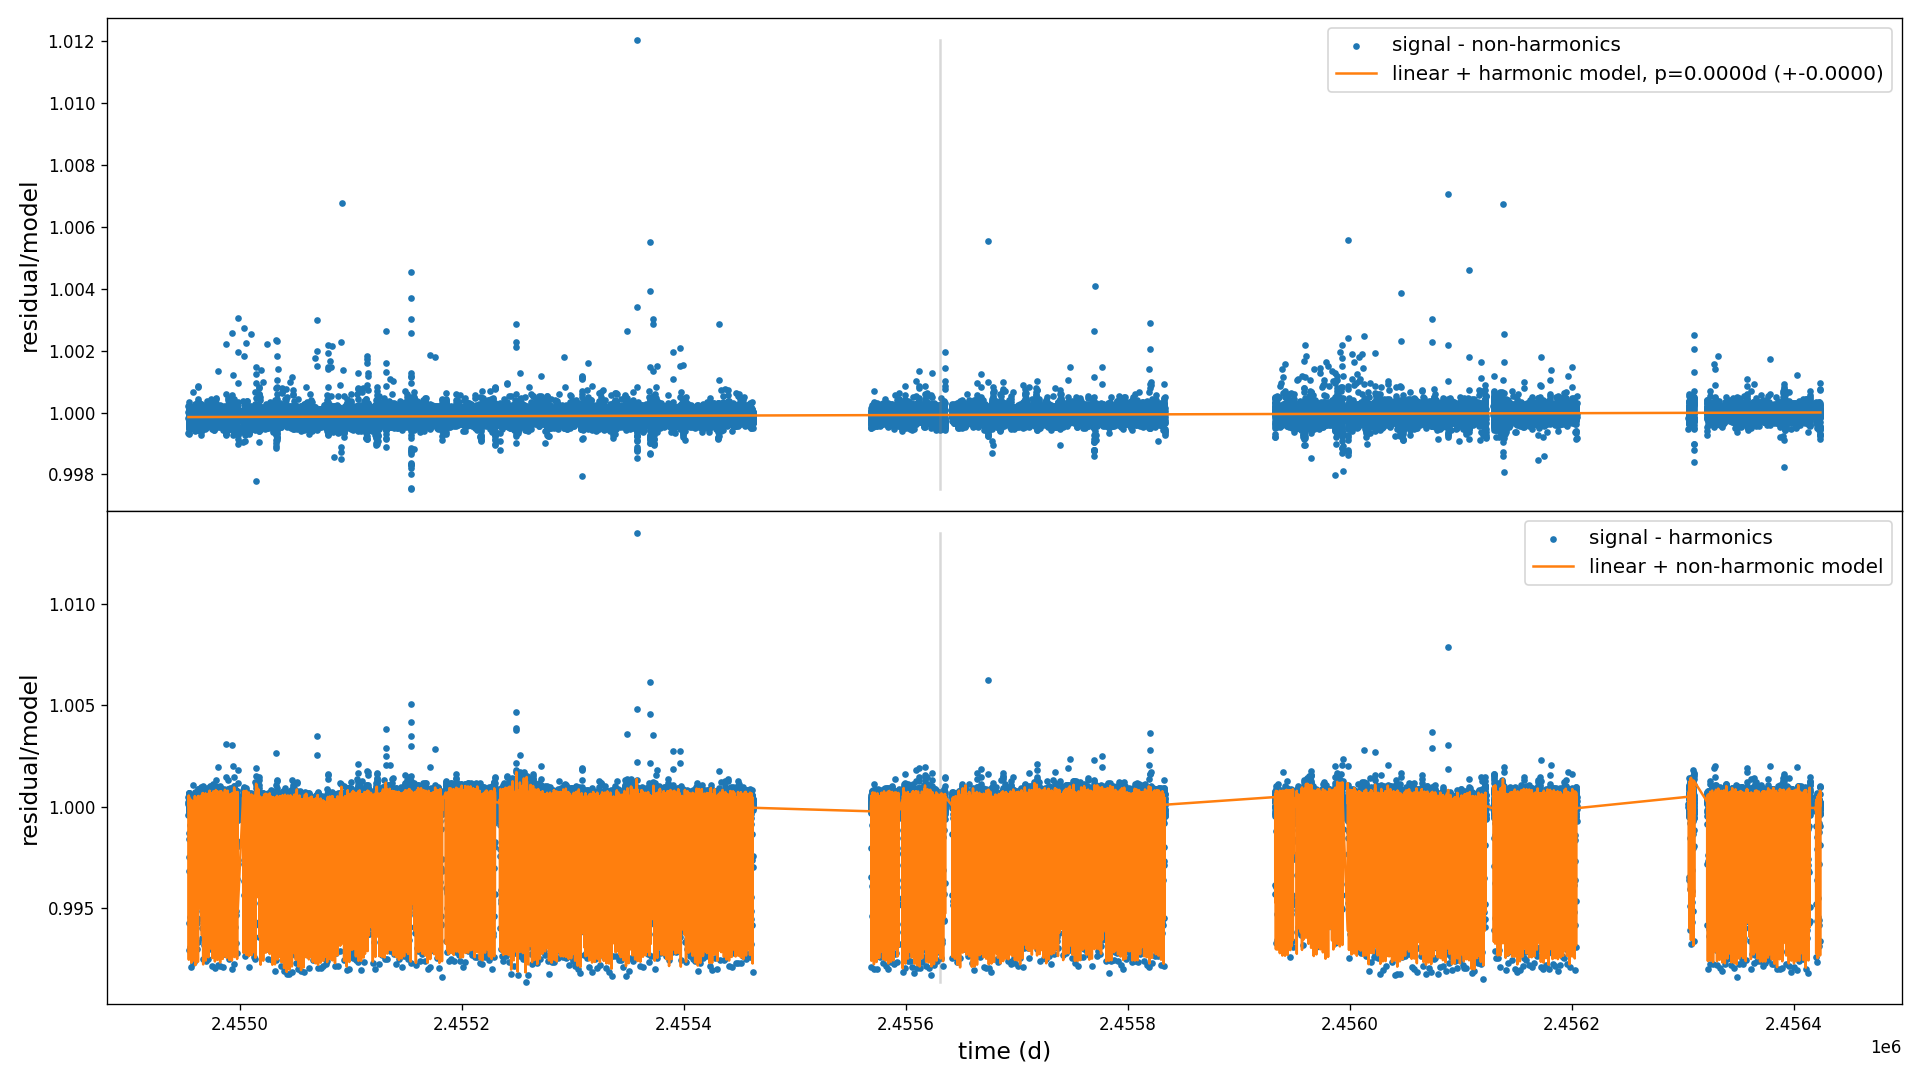 signal - non-harmonics
linear + harmonic model, p=0.0000d (+-0.0000)
1.012
1.010
1.008
1.006
1.004
1.002
1.000
0.998
residual/model
signal - harmonics
linear + non-harmonic model
1.010
1.005
1.000
0.995
residual/model
2.4550 2.4552 2.4554 2.4556 2.4558 2.4560 2.4562 2.4564
1e6
time (d)